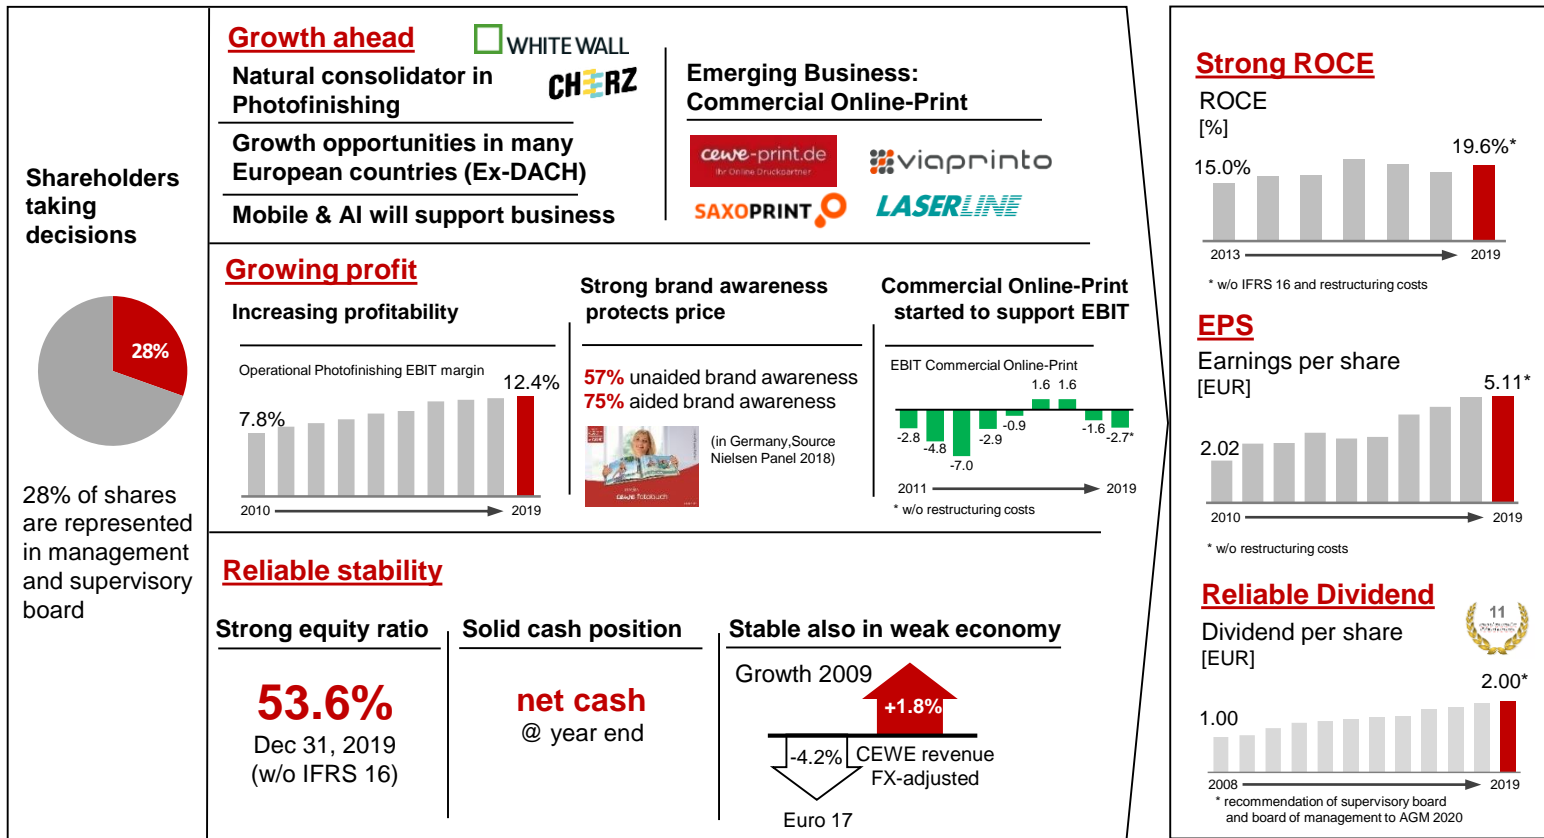 Shareholders
taking
decisions
28%
28% of shares
are represented
in management
and supervisory
board
Growth ahead
WHITE WALL
Natural consolidator in
Photofinishing
CHEERZ
Growth opportunities in many
European countries (Ex-DACH)
Mobile & AI will support business
Emerging Business:
Commercial Online-Print
cewe-print.de
Ihr Online Druckpartner
viaprinto
SAXOPRINT
LASERLINE
Growing profit
Increasing profitability
Operational Photofinishing EBIT margin
12.4%
7.8%
2010
2019
Strong brand awareness
protects price
57% unaided brand awareness
75% aided brand awareness
(in Germany,Source
Nielsen Panel 2018)
cewe fotobuch
Commercial Online-Print
started to support EBIT
EBIT Commercial Online-Print
1.6
1.6
-2.8
-4.8
-7.0
-2.9
-0.9
-1.6
-2.7*
2011
2019
* w/o restructuring costs
Reliable stability
Strong equity ratio
53.6%
Dec 31, 2019
(w/o IFRS 16)
Solid cash position
net cash
@ year end
Stable also in weak economy
Growth 2009
+1.8%
-4.2%
CEWE revenue
FX-adjusted
Euro 17
Strong ROCE
ROCE
[%]
15.0%
19.6%*
2013
2019
* w/o IFRS 16 and restructuring costs
EPS
Earnings per share
[EUR]
5.11*
2.02
2010
2019
* w/o restructuring costs
Reliable Dividend
Dividend per share
[EUR]
11
2.00*
1.00
2008
2019
* recommendation of supervisory board
and board of management to AGM 2020